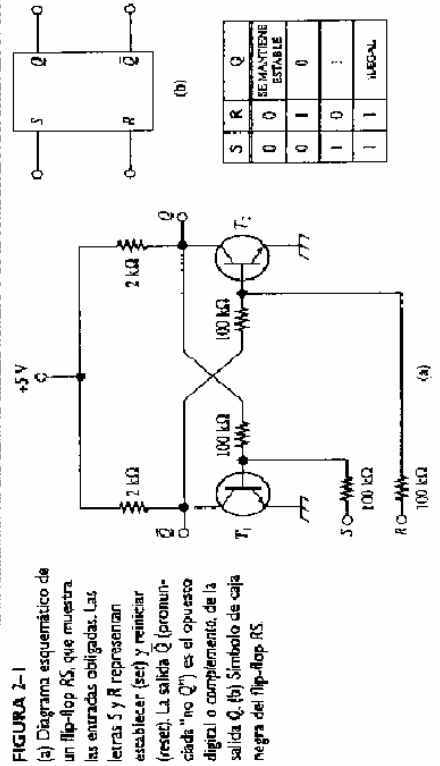 FIGURA 2–1
(a) Diagrama esquemático de
un flip-flop RS, que muestra
las entradas obligadas. Las
letras S y R representan
establecer (set) y reiniciar
(reset). La salida Q̅ (pronun-
ciada "no Q") es el opuesto
digital o complemento, de la
salida Q. (b) Símbolo de caja
negra del flip-flop RS.
+5 V
2 kΩ
2 kΩ
Q̅
Q
100 kΩ
100 kΩ
T₁
T₂
S
100 kΩ
R
100 kΩ
(a)
S
Q
R
Q̅
(b)
S R Q
0 0 SE MANTIENE
ESTABLE
0 1 0
1 0 1
1 1 ILEGAL